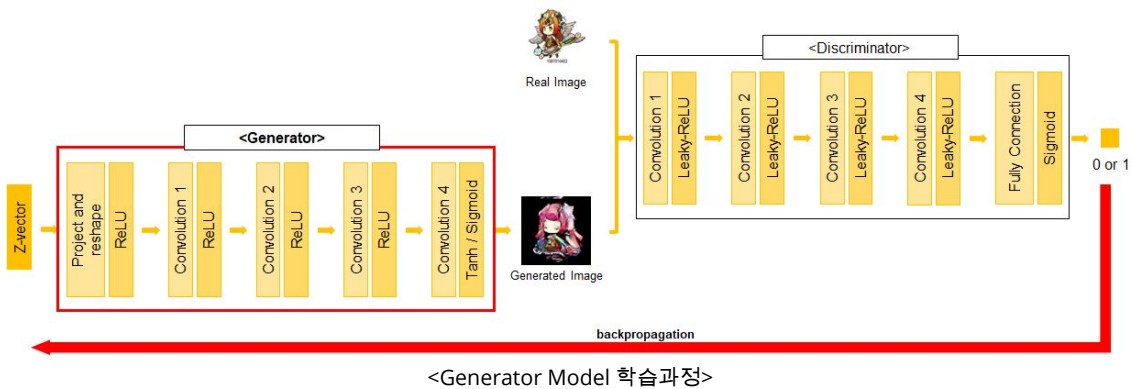 <Generator>
Z-vector
Project and
reshape
ReLU
Convolution 1
ReLU
Convolution 2
ReLU
Convolution 3
ReLU
Convolution 4
Tanh / Sigmoid
Real Image
Generated Image
<Discriminator>
Convolution 1
Leaky-ReLU
Convolution 2
Leaky-ReLU
Convolution 3
Leaky-ReLU
Convolution 4
Leaky-ReLU
Fully Connection
Sigmoid
0 or 1
backpropagation
<Generator Model 학습과정>